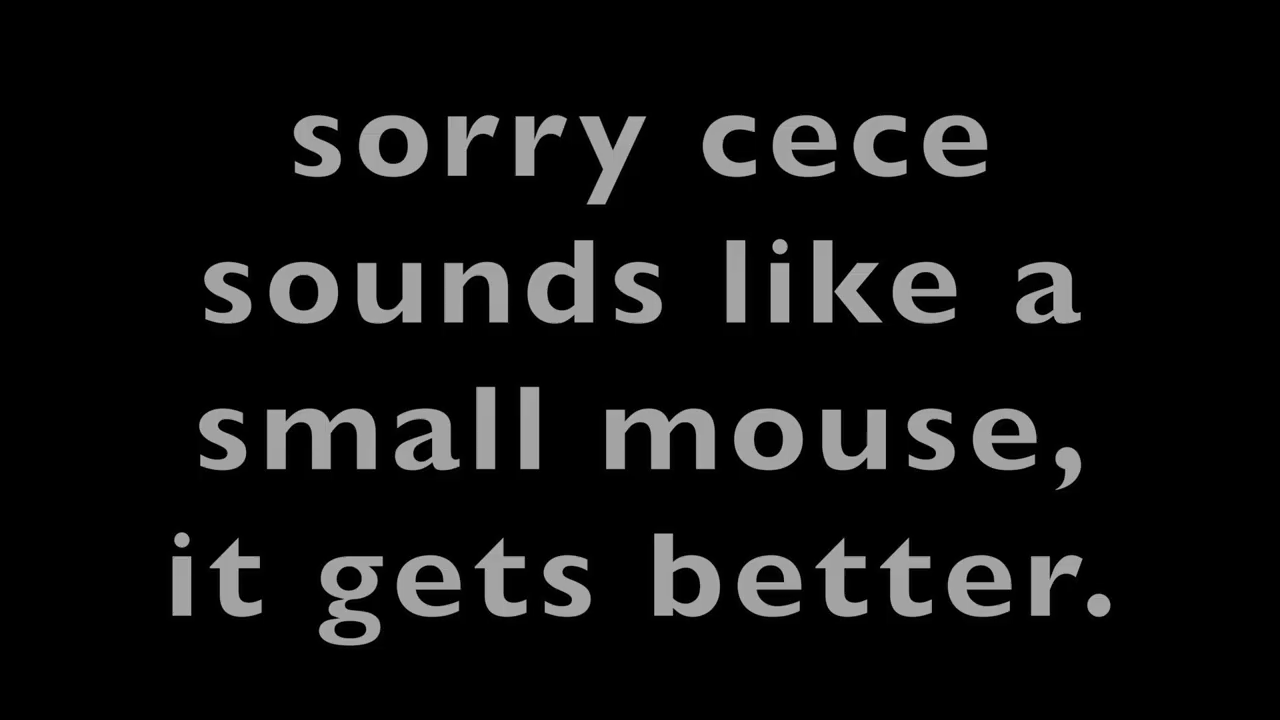 sorry cece
sounds like a
small mouse,
it gets better.